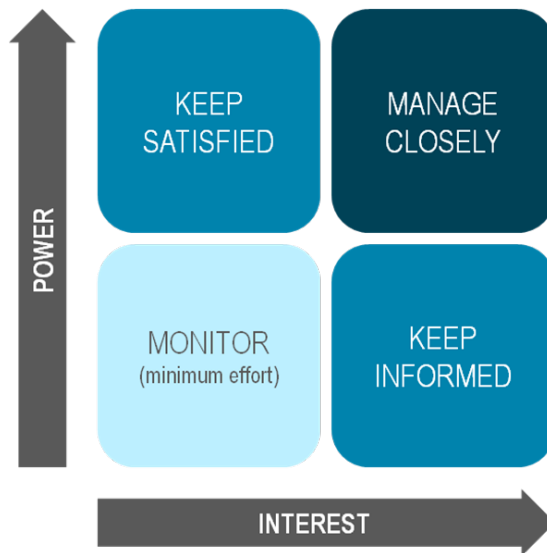 KEEP
SATISFIED
MANAGE
CLOSELY
POWER
MONITOR
(minimum effort)
KEEP
INFORMED
INTEREST